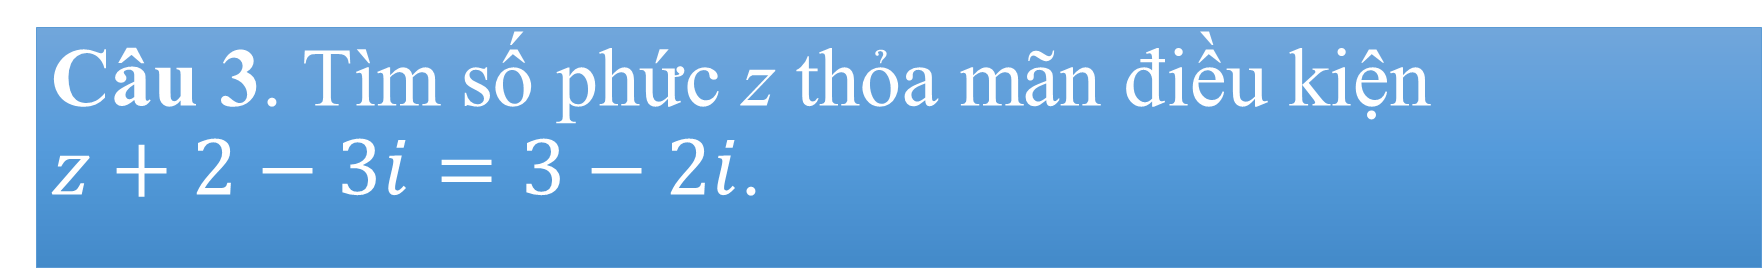 Câu 3. Tìm số phức z thỏa mãn điều kiện
z + 2 − 3i = 3 − 2i.